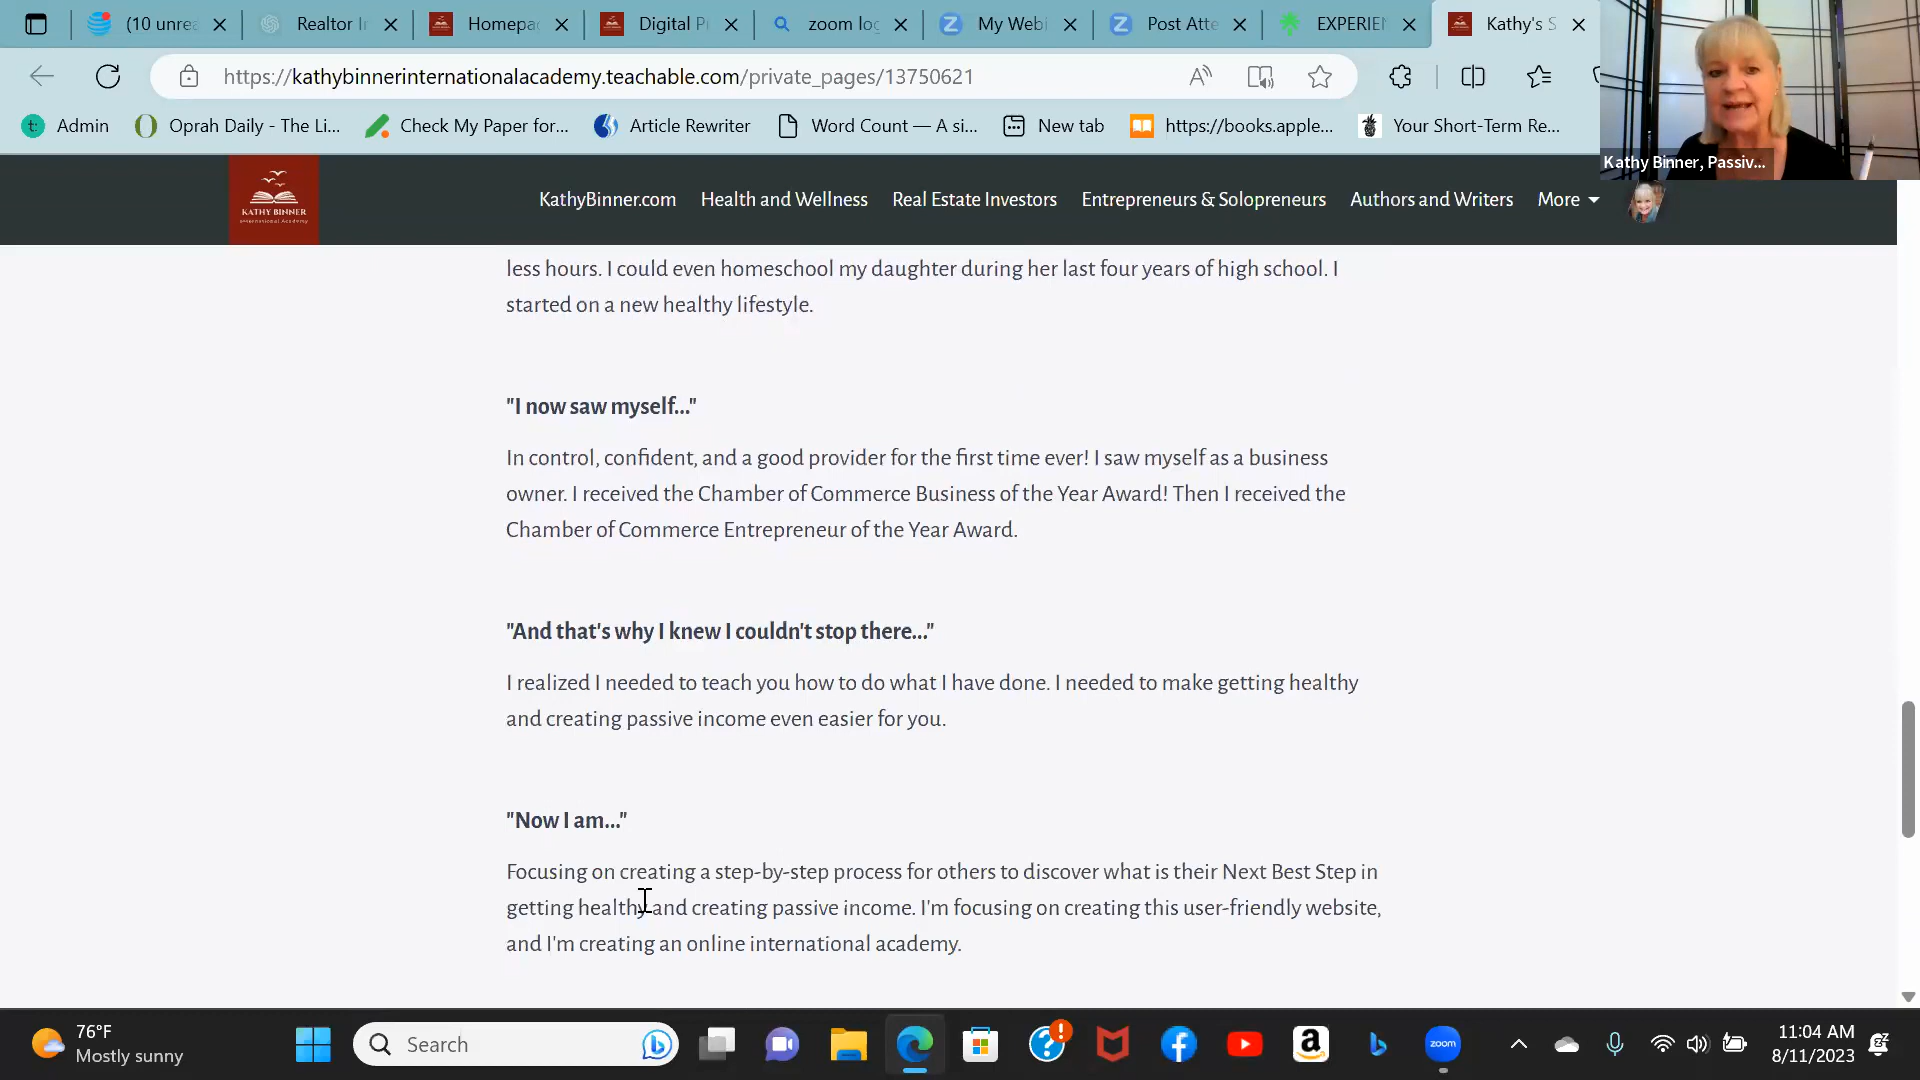 (10 unrea
Realtor I
Homepa
Digital P
zoom log
My Webi
Post Atte
EXPERIEN
Kathy's S
https://kathybinnerinternationalacademy.teachable.com/private_pages/13750621
t: Admin
Oprah Daily - The Li...
Check My Paper for...
Article Rewriter
Word Count — A si...
New tab
https://books.apple...
Your Short-Term Re...
Kathy Binner, Passiv...
KATHY BINNER
International Academy
KathyBinner.com
Health and Wellness
Real Estate Investors
Entrepreneurs & Solopreneurs
Authors and Writers
More
less hours. I could even homeschool my daughter during her last four years of high school. I
started on a new healthy lifestyle.
"I now saw myself..."
In control, confident, and a good provider for the first time ever! I saw myself as a business
owner. I received the Chamber of Commerce Business of the Year Award! Then I received the
Chamber of Commerce Entrepreneur of the Year Award.
"And that's why I knew I couldn't stop there..."
I realized I needed to teach you how to do what I have done. I needed to make getting healthy
and creating passive income even easier for you.
"Now I am..."
Focusing on creating a step-by-step process for others to discover what is their Next Best Step in
getting healthy and creating passive income. I'm focusing on creating this user-friendly website,
and I'm creating an online international academy.
76°F
Mostly sunny
Search
zoom
11:04 AM
8/11/2023